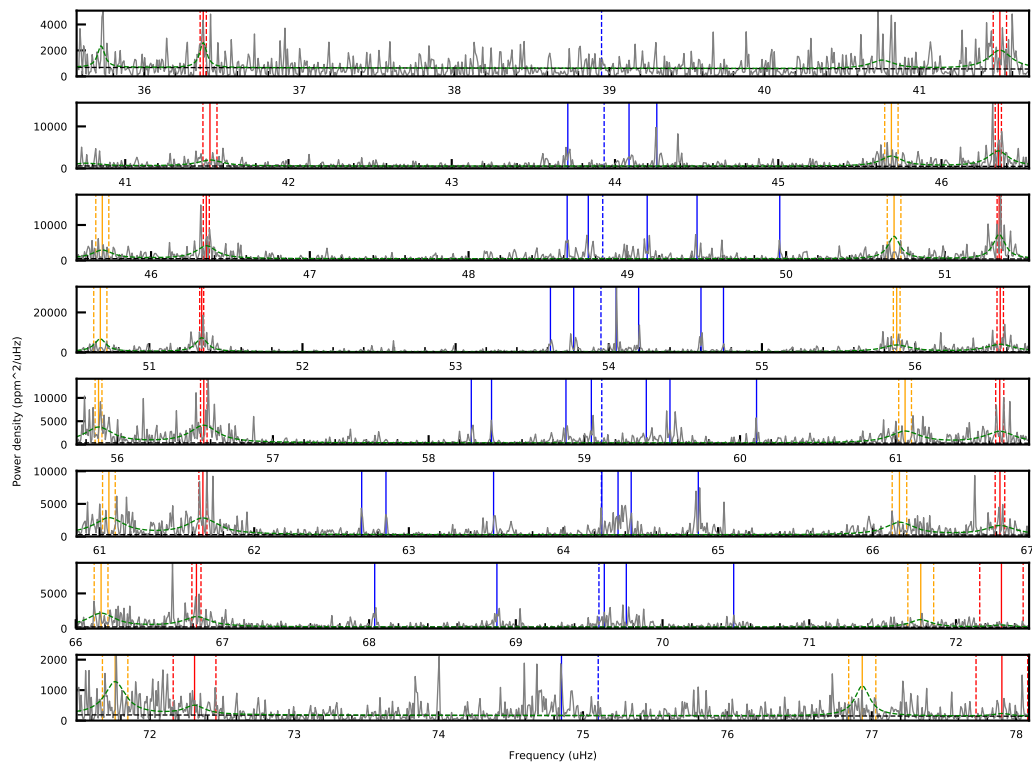 4000
2000
0
36 37 38 39 40 41
10000
0
41 42 43 44 45 46
10000
0
46 47 48 49 50 51
20000
0
51 52 53 54 55 56
10000
5000
0
56 57 58 59 60 61
Power density (ppm^2/uHz)
10000
5000
0
61 62 63 64 65 66 67
5000
0
66 67 68 69 70 71 72
2000
1000
0
72 73 74 75 76 77 78
Frequency (uHz)